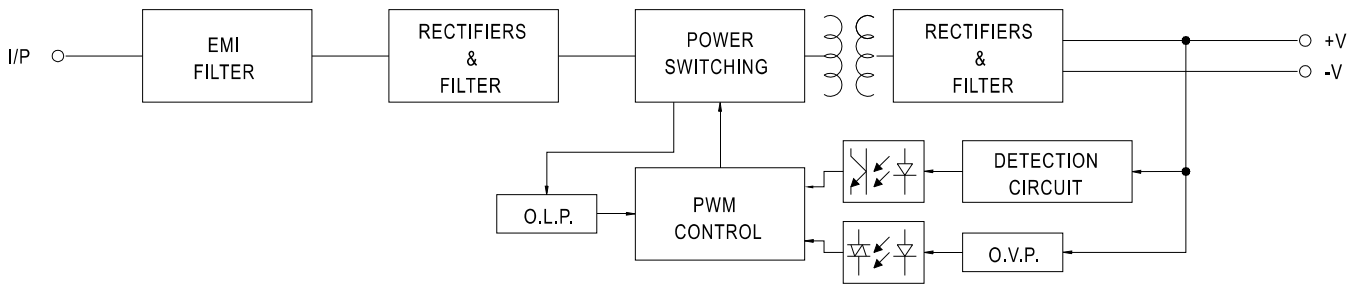 I/P
EMI
FILTER
RECTIFIERS
&
FILTER
POWER
SWITCHING
RECTIFIERS
&
FILTER
+V
-V
O.L.P.
PWM
CONTROL
DETECTION
CIRCUIT
O.V.P.